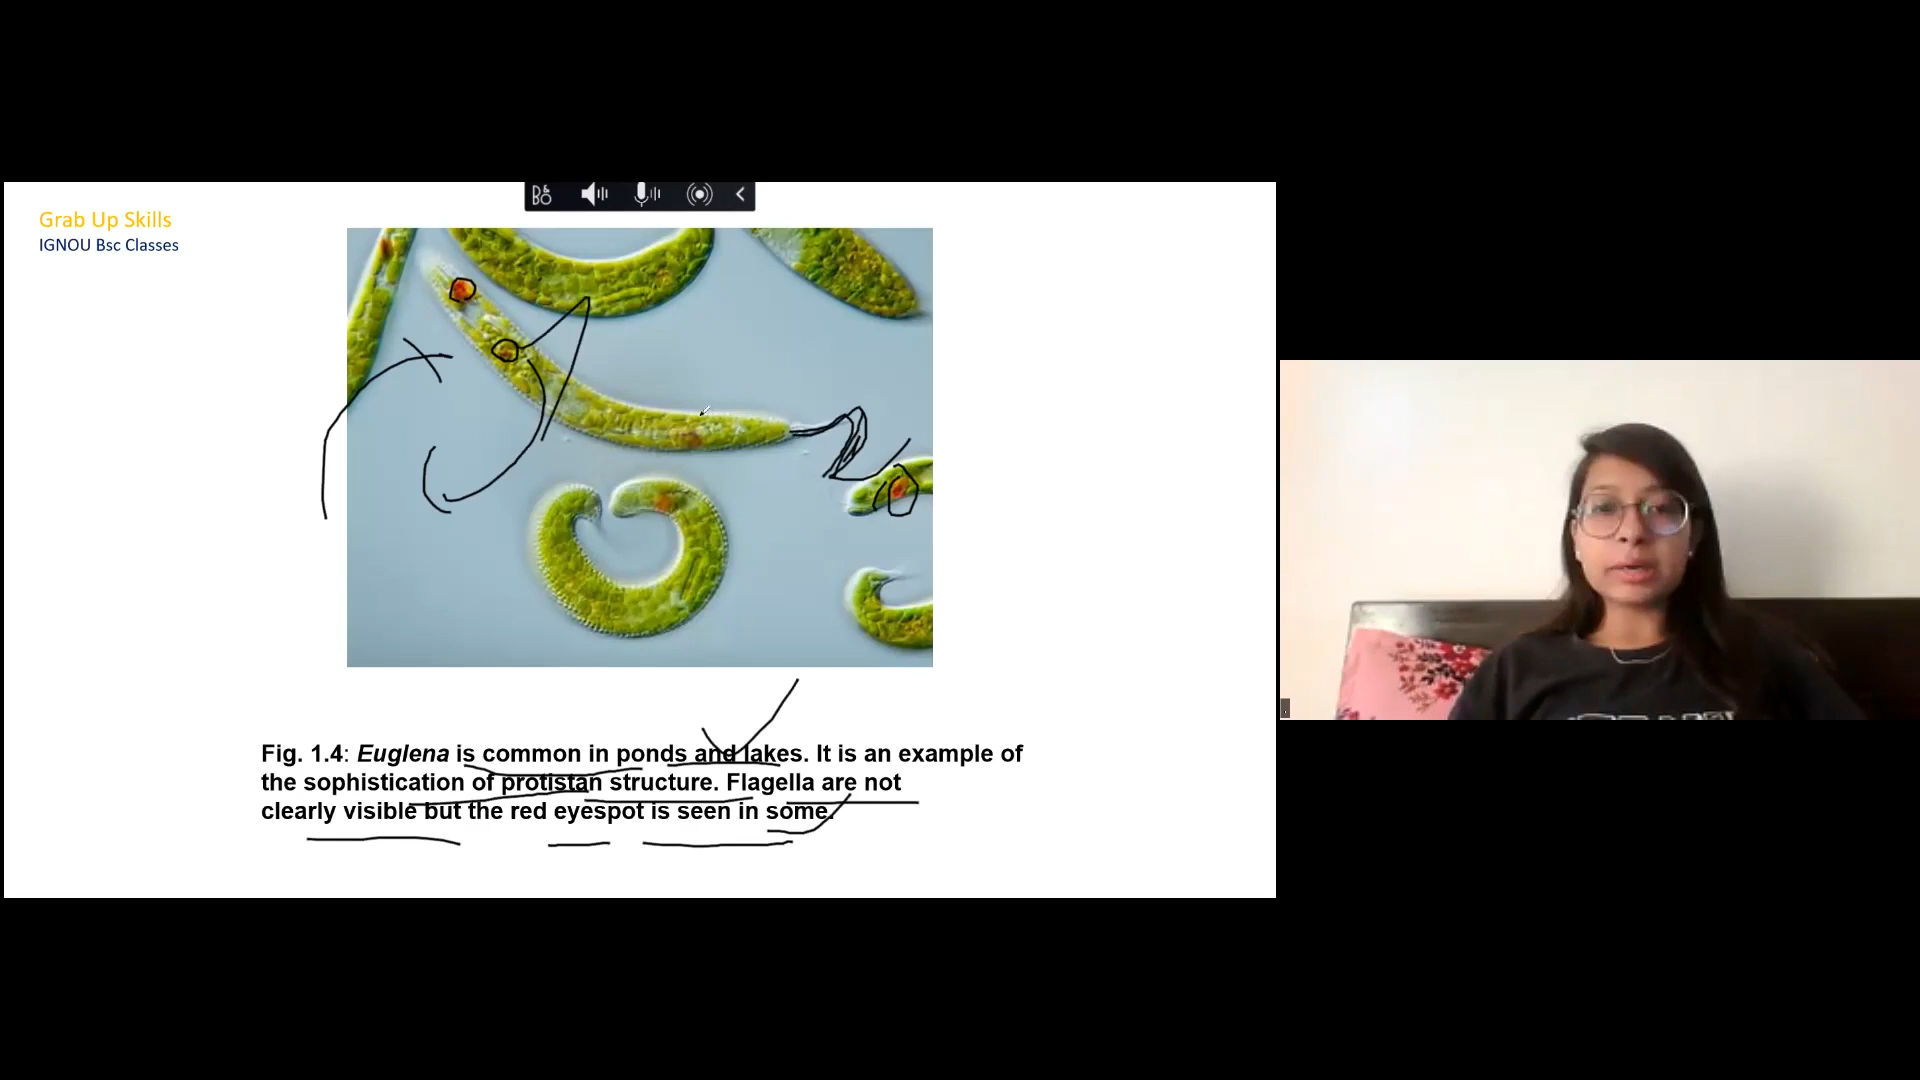 Grab Up Skills
IGNOU Bsc Classes
Fig. 1.4: Euglena is common in ponds and lakes. It is an example of
the sophistication of protistan structure. Flagella are not
clearly visible but the red eyespot is seen in some.